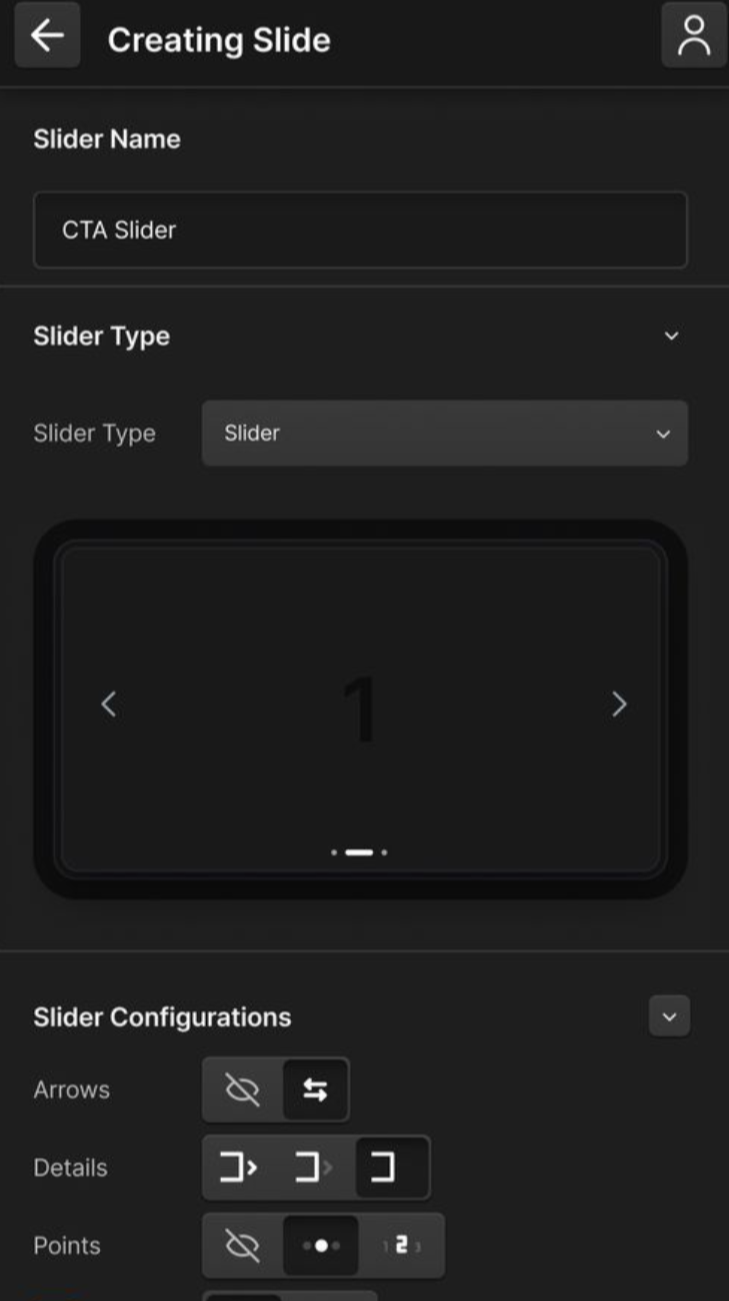 Creating Slide
Slider Name
CTA Slider
Slider Type
Slider Type
Slider
1
Slider Configurations
Arrows
Details
Points
1 2 3